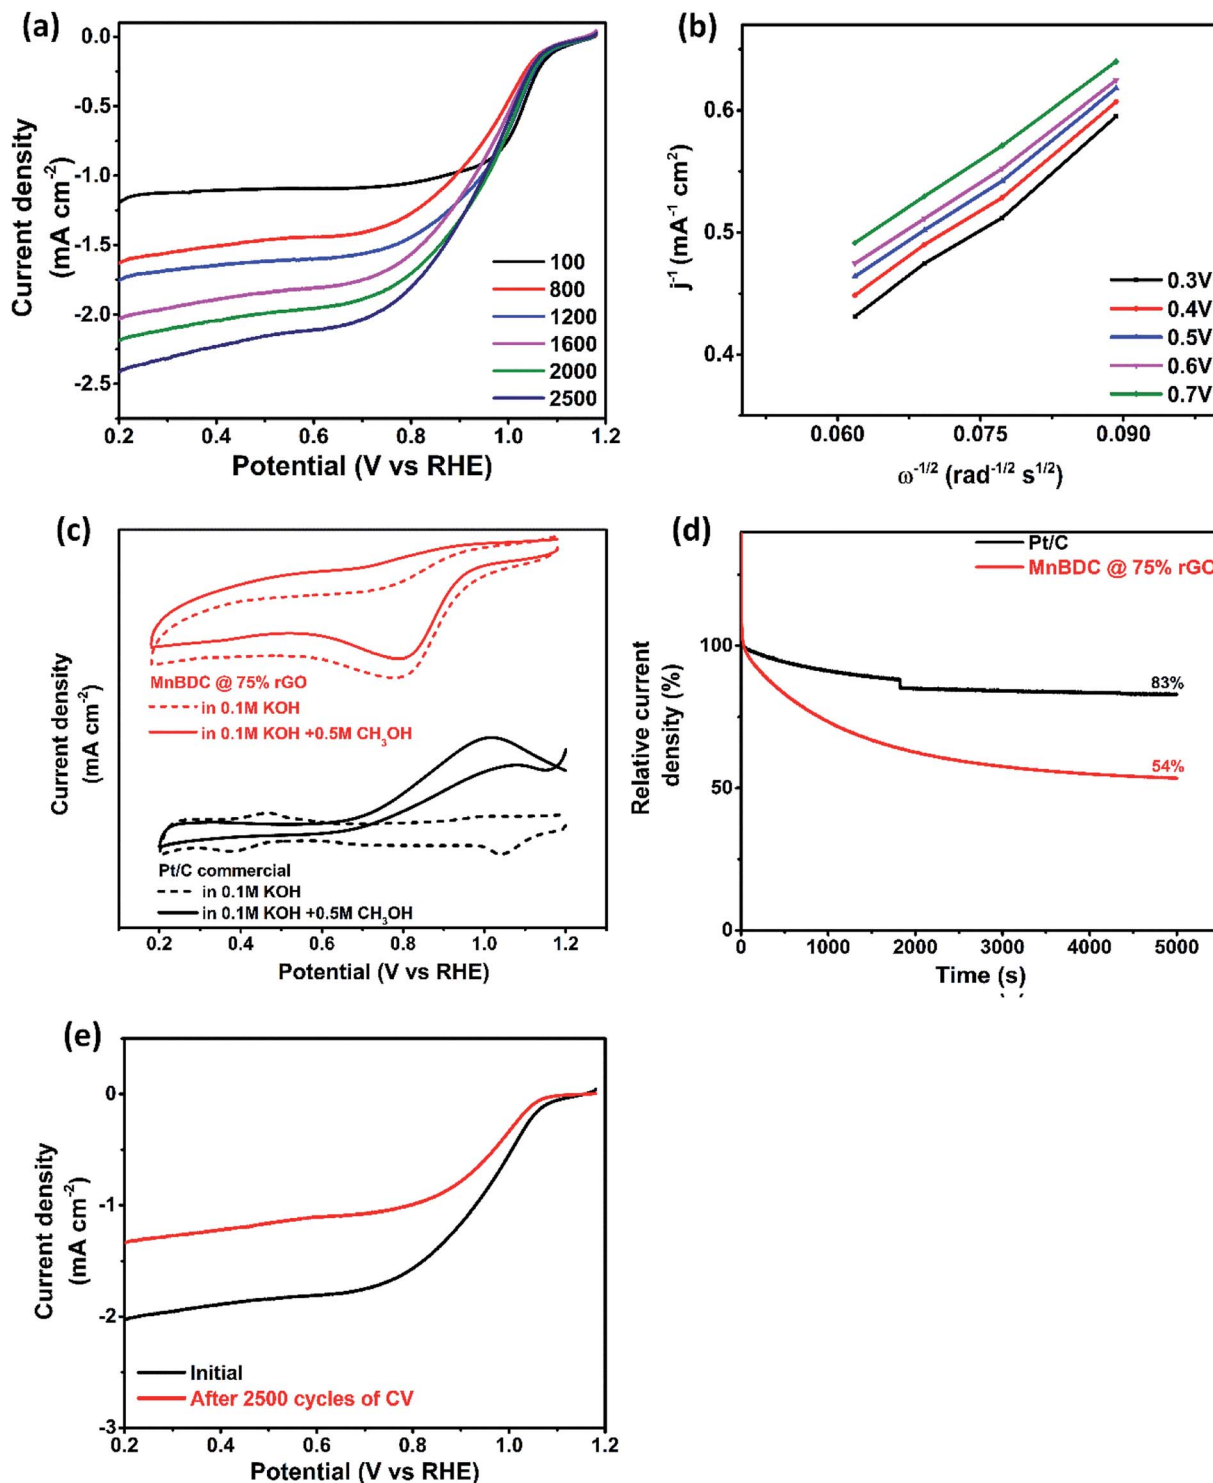 (a)
0.0
-0.5
-1.0
-1.5
-2.0
-2.5
Current density
(mA cm⁻²)
100
800
1200
1600
2000
2500
0.2 0.4 0.6 0.8 1.0 1.2
Potential (V vs RHE)
(b)
0.6
0.5
0.4
j⁻¹ (mA⁻¹ cm²)
0.3V
0.4V
0.5V
0.6V
0.7V
0.060 0.075 0.090
ω⁻¹/² (rad⁻¹/² s¹/²)
(c)
Current density
(mA cm⁻²)
MnBDC @ 75% rGO
in 0.1M KOH
in 0.1M KOH +0.5M CH₃OH
Pt/C commercial
in 0.1M KOH
in 0.1M KOH +0.5M CH₃OH
0.2 0.4 0.6 0.8 1.0 1.2
Potential (V vs RHE)
(d)
Pt/C
MnBDC @ 75% rGO
100
50
0
Relative current
density (%)
83%
54%
0 1000 2000 3000 4000 5000
Time (s)
(e)
0
-1
-2
-3
Current density
(mA cm⁻²)
Initial
After 2500 cycles of CV
0.2 0.4 0.6 0.8 1.0 1.2
Potential (V vs RHE)